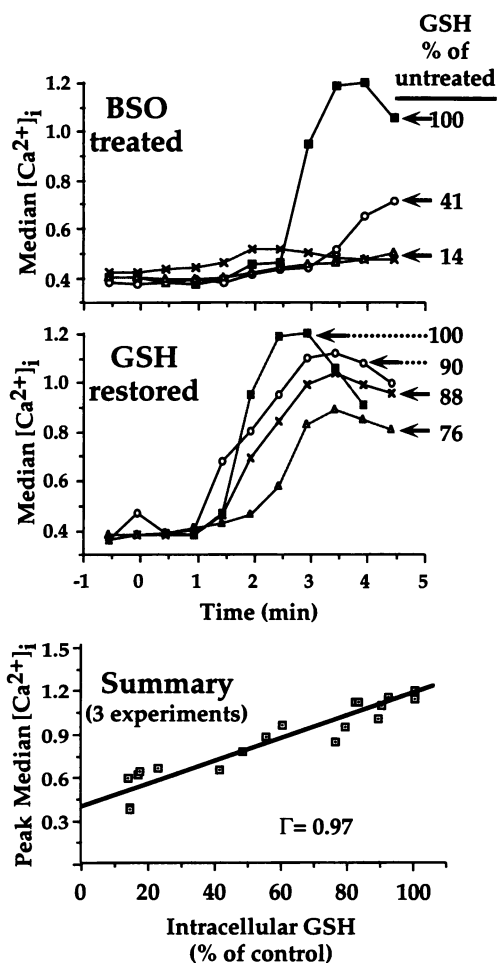 GSH
% of
untreated
BSO
treated
Median [Ca2+]i
1.2
1.0
0.8
0.6
0.4
100
41
14
GSH
restored
Median [Ca2+]i
1.2
1.0
0.8
0.6
0.4
100
90
88
76
-1 0 1 2 3 4 5
Time (min)
Summary
(3 experiments)
Peak Median [Ca2+]i
1.5
1.2
0.9
0.6
0.3
Γ= 0.97
0 20 40 60 80 100
Intracellular GSH
(% of control)